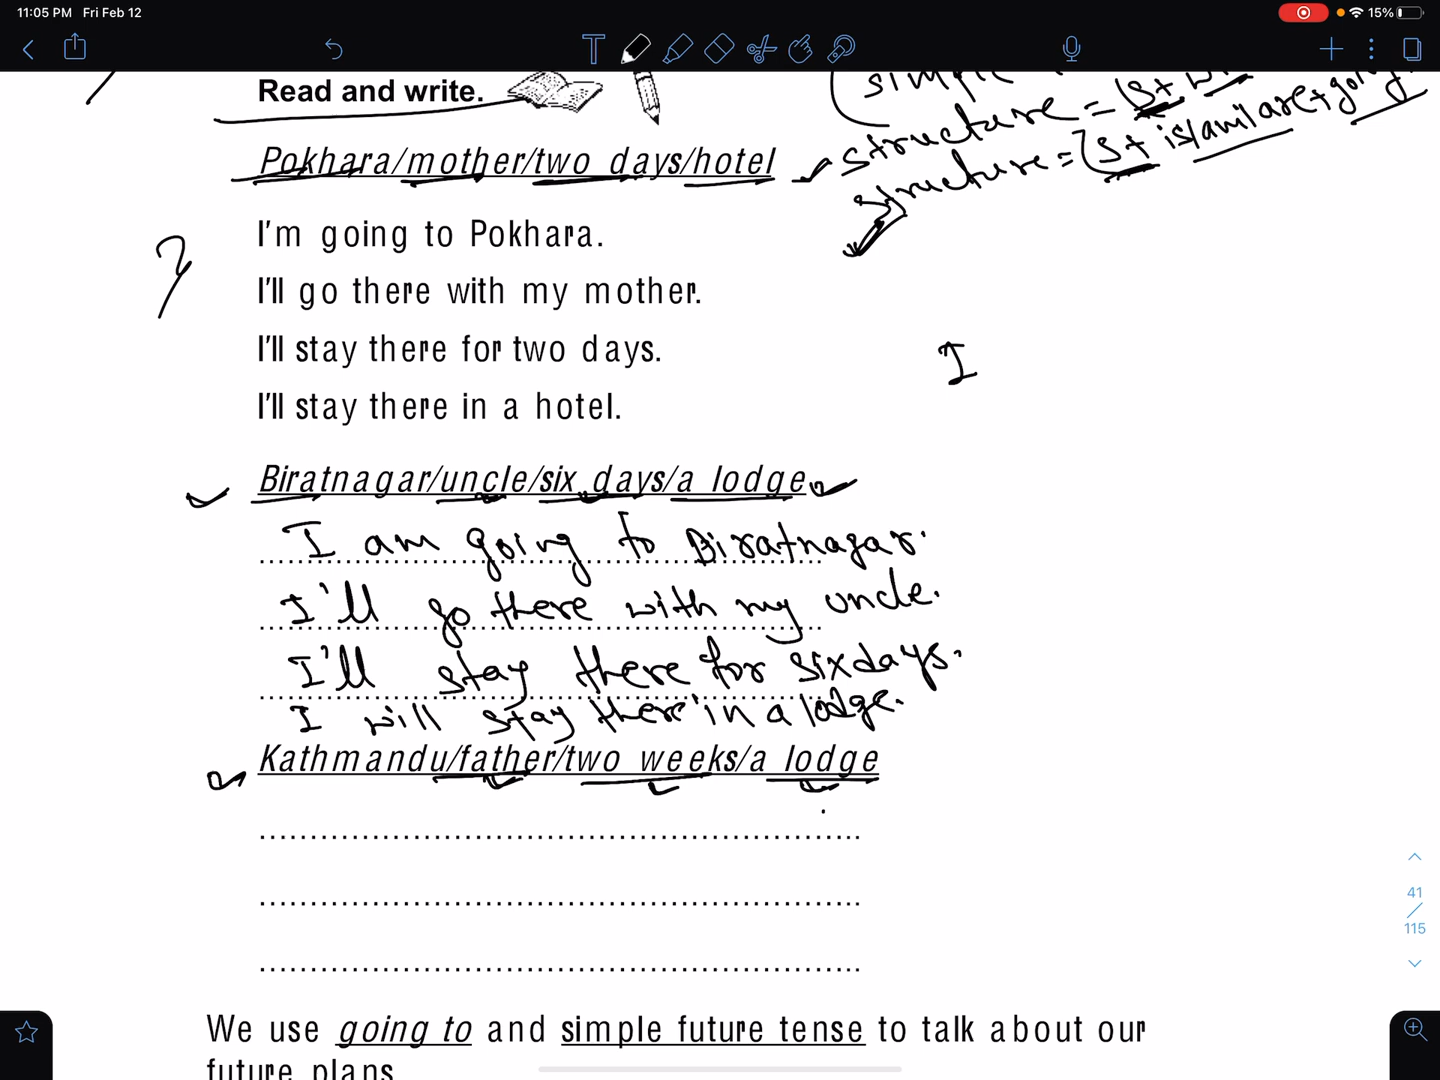 11:05 PM Fri Feb 12
15%
T
Read and write.
simple
structure = (S+
Pokhara/mother/two days/hotel
structure = (S+ is/am/are+going
I'm going to Pokhara.
I'll go there with my mother.
I'll stay there for two days.
I
I'll stay there in a hotel.
Biratnagar/uncle/six days/a lodge
I am going to Biratnagar.
I'll go there with my uncle.
I'll stay there for sixdays.
I will stay there in a lodge.
Kathmandu/father/two weeks/a lodge
41
/
115
We use going to and simple future tense to talk about our
future plans